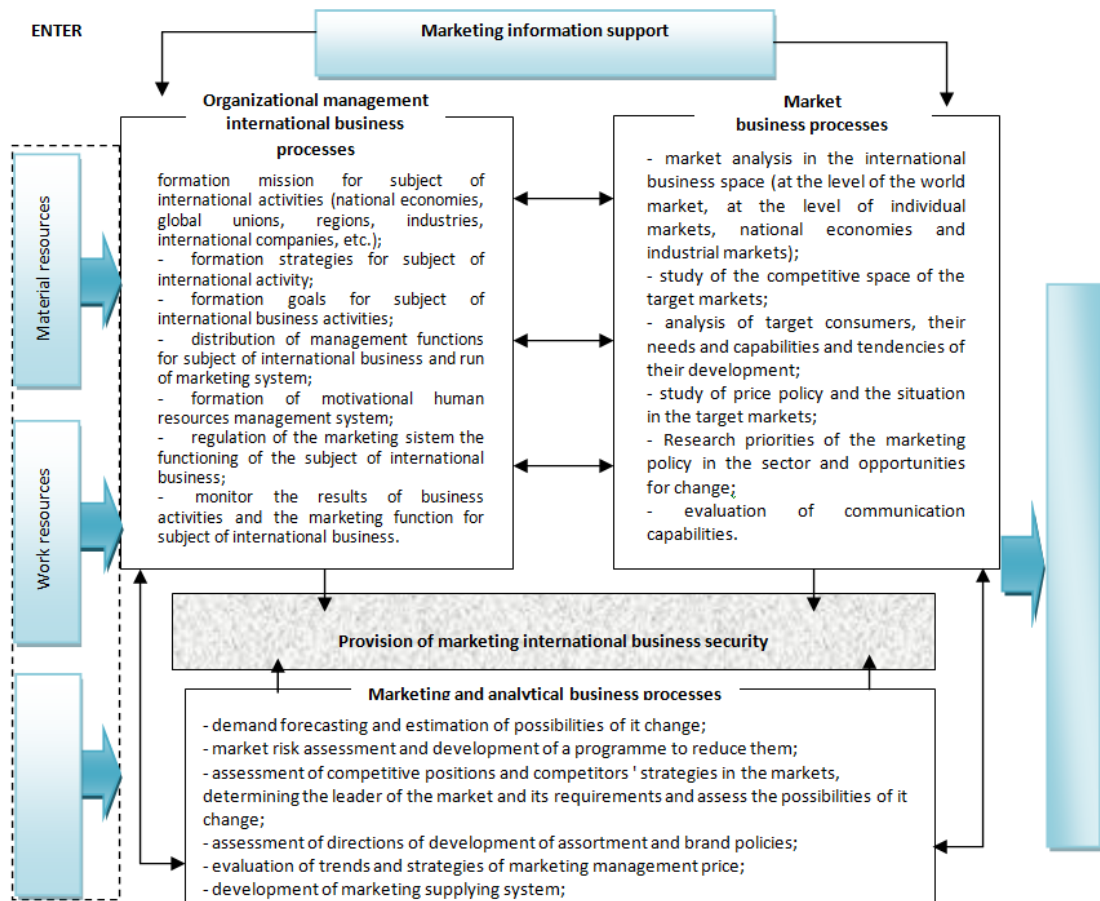 ENTER
Marketing information support
Organizational management
international business
processes
formation mission for subject of
international activities (national economies,
global unions, regions, industries,
international companies, etc.);
- formation strategies for subject of
international activity;
- formation goals for subject of
international business activities;
- distribution of management functions
for subject of international business and run
of marketing system;
- formation of motivational human
resources management system;
- regulation of the marketing sistem the
functioning of the subject of international
business;
- monitor the results of business
activities and the marketing function for
subject of international business.
Market
business processes
- market analysis in the international
business space (at the level of the world
market, at the level of individual
markets, national economies and
industrial markets);
- study of the competitive space of the
target markets;
- analysis of target consumers, their
needs and capabilities and tendencies of
their development;
- study of price policy and the situation
in the target markets;
- Research priorities of the marketing
policy in the sector and opportunities
for change;
- evaluation of communication
capabilities.
Material resources
Work resources
Provision of marketing international business security
Marketing and analytical business processes
- demand forecasting and estimation of possibilities of it change;
- market risk assessment and development of a programme to reduce them;
- assessment of competitive positions and competitors ' strategies in the markets,
determining the leader of the market and its requirements and assess the possibilities of it
change;
- assessment of directions of development of assortment and brand policies;
- evaluation of trends and strategies of marketing management price;
- development of marketing supplying system;